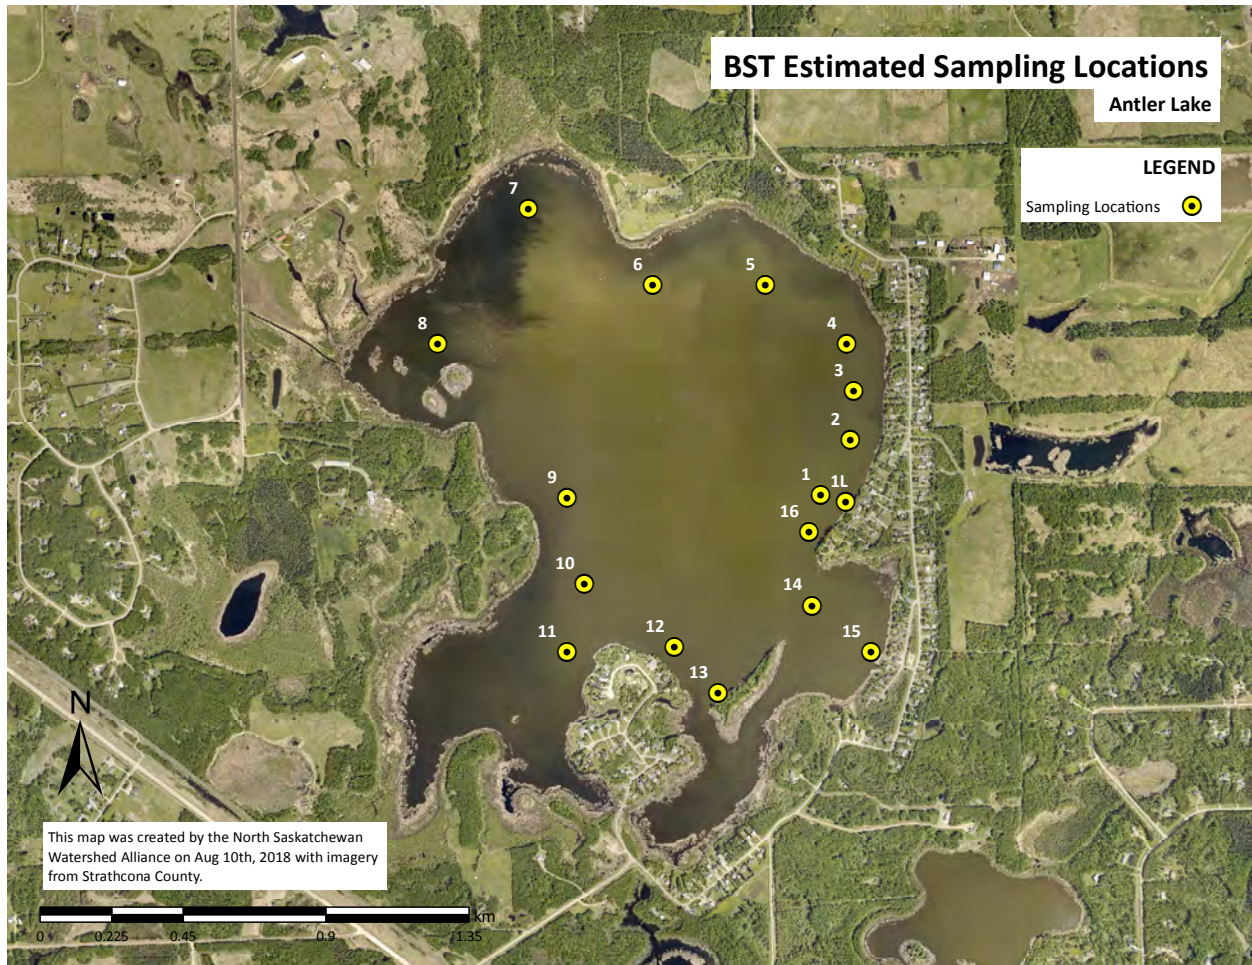 BST Estimated Sampling Locations
Antler Lake
LEGEND
Sampling Locations
7
6
5
8
4
3
2
9
1
1L
16
10
14
11
12
15
13
N
This map was created by the North Saskatchewan
Watershed Alliance on Aug 10th, 2018 with imagery
from Strathcona County.
km
0 0.225 0.45 0.9 1.35